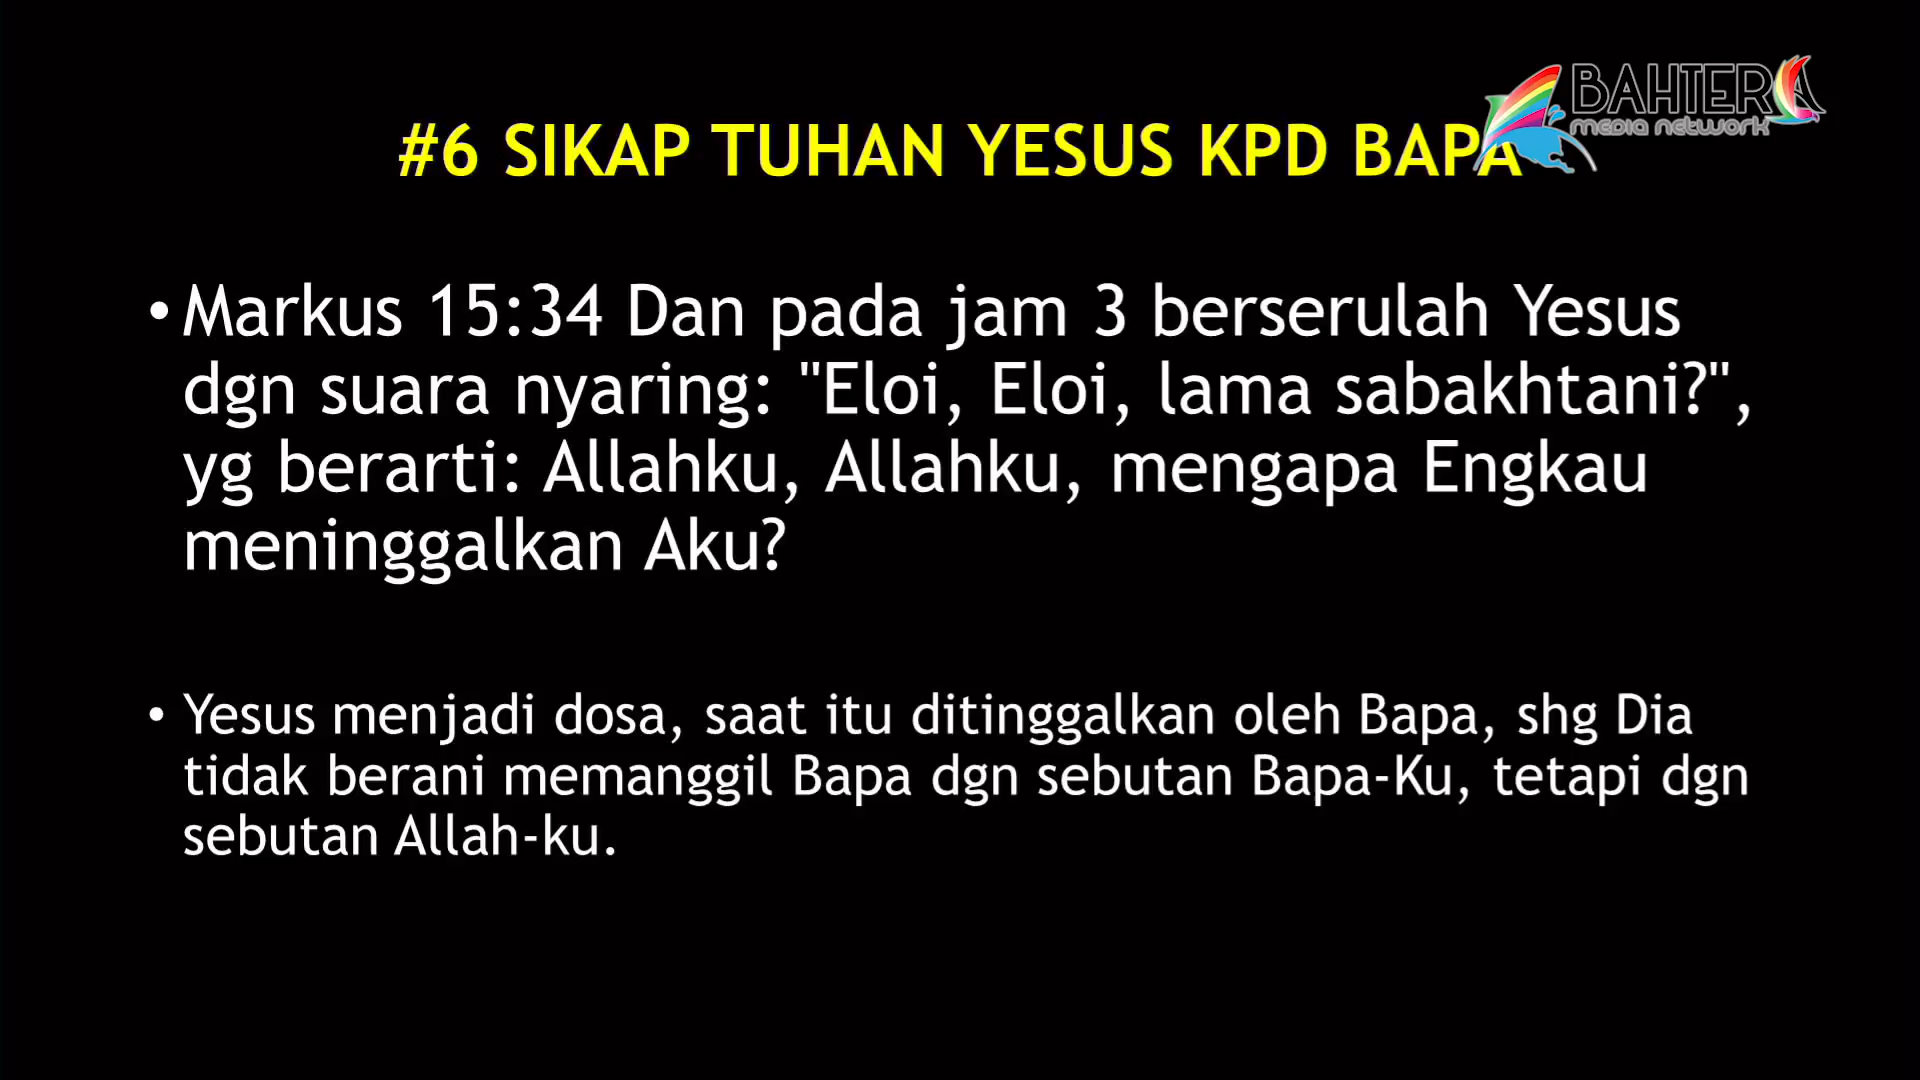 BAHTERA
media network
#6 SIKAP TUHAN YESUS KPD BAPA
• Markus 15:34 Dan pada jam 3 berserulah Yesus
dgn suara nyaring: "Eloi, Eloi, lama sabakhtani?",
yg berarti: Allahku, Allahku, mengapa Engkau
meninggalkan Aku?
• Yesus menjadi dosa, saat itu ditinggalkan oleh Bapa, shg Dia
tidak berani memanggil Bapa dgn sebutan Bapa-Ku, tetapi dgn
sebutan Allah-ku.